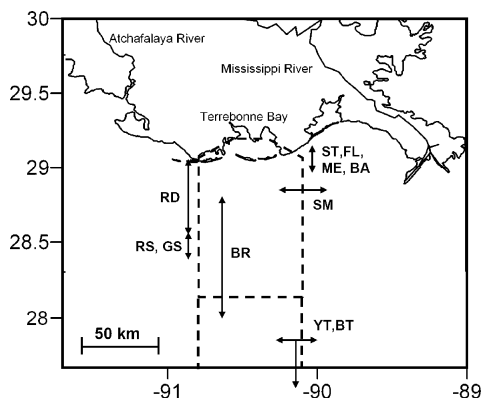 30
Atchafalaya River
Mississippi River
29.5
Terrebonne Bay
ST,FL,
ME, BA
29
RD
SM
28.5
RS, GS
BR
28
YT,BT
50 km
-91
-90
-89